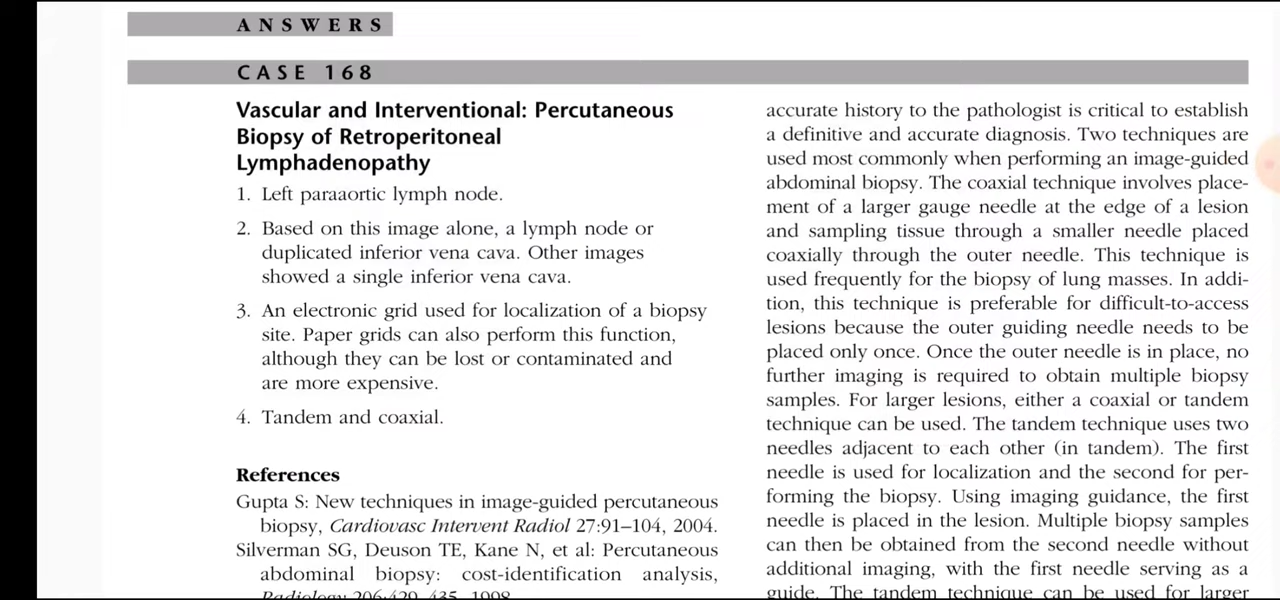 ANSWERS
CASE 168
Vascular and Interventional: Percutaneous
Biopsy of Retroperitoneal
Lymphadenopathy
1. Left paraaortic lymph node.
2. Based on this image alone, a lymph node or
duplicated inferior vena cava. Other images
showed a single inferior vena cava.
3. An electronic grid used for localization of a biopsy
site. Paper grids can also perform this function,
although they can be lost or contaminated and
are more expensive.
4. Tandem and coaxial.
References
Gupta S: New techniques in image-guided percutaneous
biopsy, Cardiovasc Intervent Radiol 27:91–104, 2004.
Silverman SG, Deuson TE, Kane N, et al: Percutaneous
abdominal biopsy: cost-identification analysis,
Radiology 206:429–435, 1998.
accurate history to the pathologist is critical to establish
a definitive and accurate diagnosis. Two techniques are
used most commonly when performing an image-guided
abdominal biopsy. The coaxial technique involves place-
ment of a larger gauge needle at the edge of a lesion
and sampling tissue through a smaller needle placed
coaxially through the outer needle. This technique is
used frequently for the biopsy of lung masses. In addi-
tion, this technique is preferable for difficult-to-access
lesions because the outer guiding needle needs to be
placed only once. Once the outer needle is in place, no
further imaging is required to obtain multiple biopsy
samples. For larger lesions, either a coaxial or tandem
technique can be used. The tandem technique uses two
needles adjacent to each other (in tandem). The first
needle is used for localization and the second for per-
forming the biopsy. Using imaging guidance, the first
needle is placed in the lesion. Multiple biopsy samples
can then be obtained from the second needle without
additional imaging, with the first needle serving as a
guide. The tandem technique can be used for larger